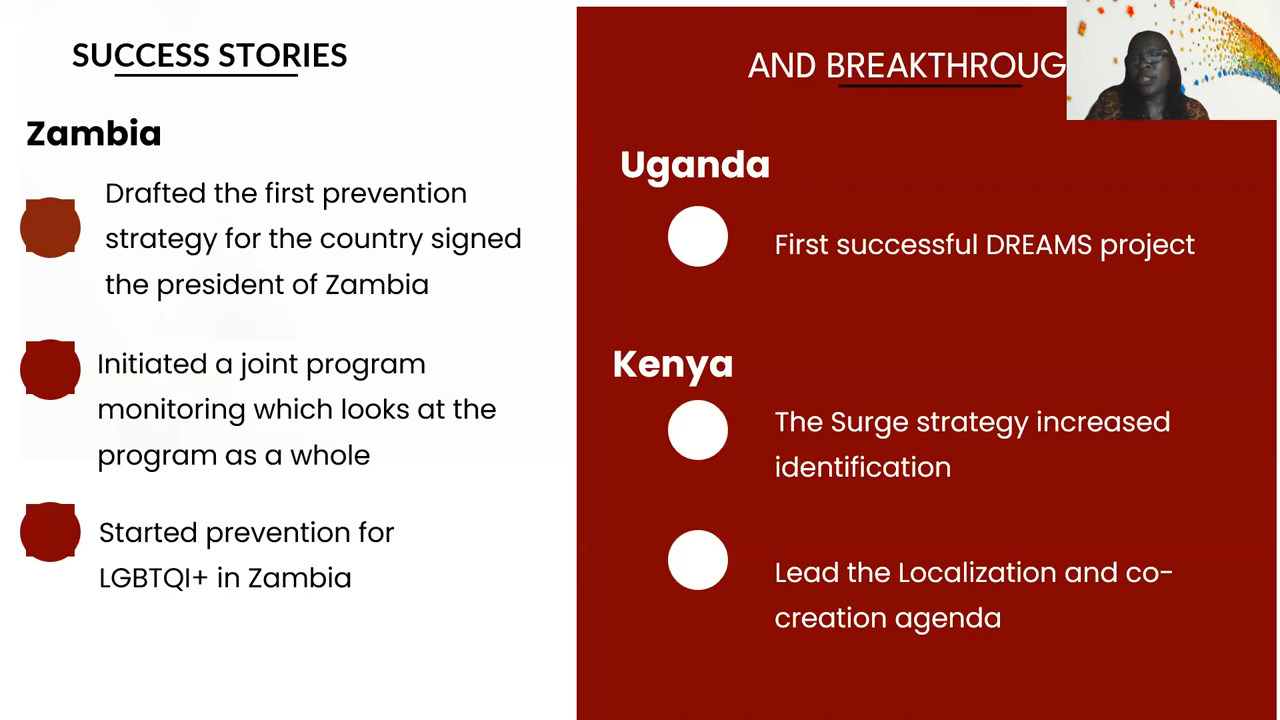 SUCCESS STORIES
Zambia
Drafted the first prevention
strategy for the country signed
the president of Zambia
Initiated a joint program
monitoring which looks at the
program as a whole
Started prevention for
LGBTQI+ in Zambia
AND BREAKTHROUG
Uganda
First successful DREAMS project
Kenya
The Surge strategy increased
identification
Lead the Localization and co-
creation agenda